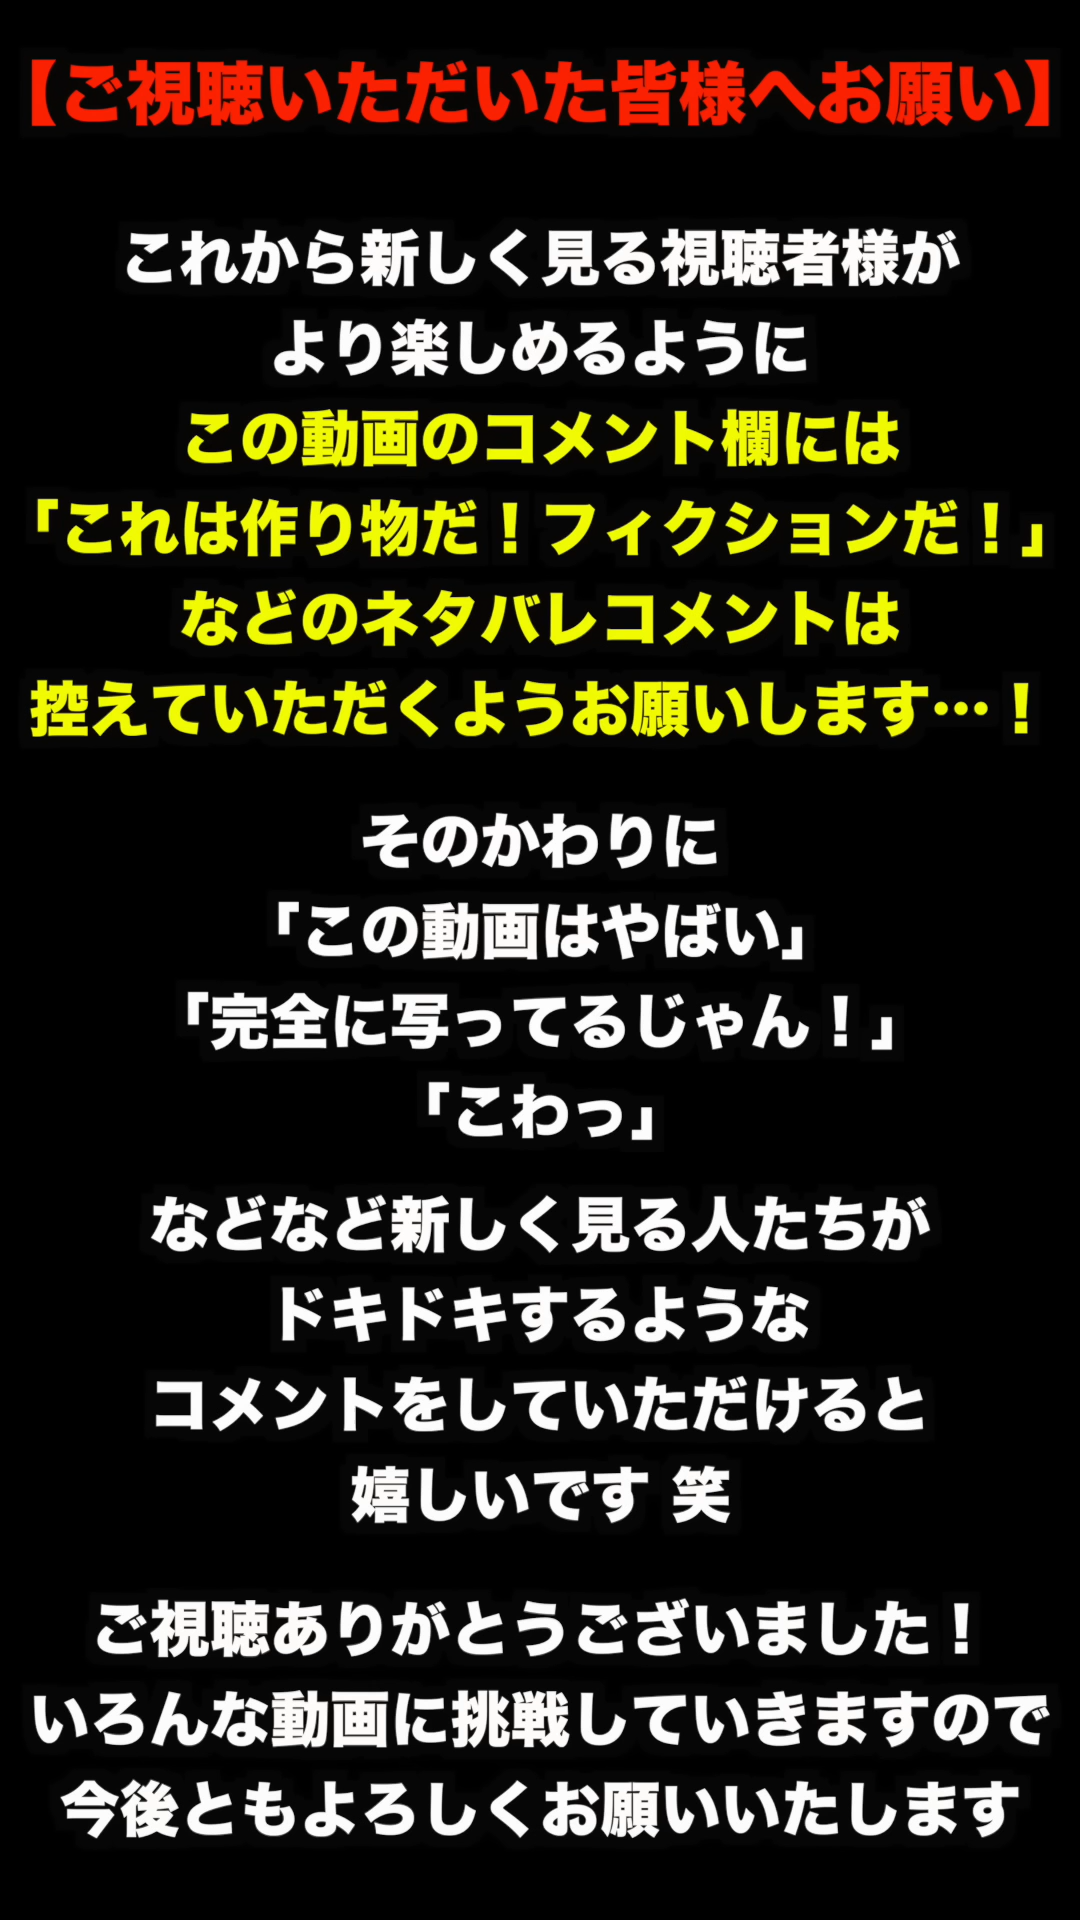 【ご視聴いただいた皆様へお願い】
これから新しく見る視聴者様が
より楽しめるように
この動画のコメント欄には
「これは作り物だ！フィクションだ！」
などのネタバレコメントは
控えていただくようお願いします…！
そのかわりに
「この動画はやばい」
「完全に写ってるじゃん！」
「こわっ」
などなど新しく見る人たちが
ドキドキするような
コメントをしていただけると
嬉しいです 笑
ご視聴ありがとうございました！
いろんな動画に挑戦していきますので
今後ともよろしくお願いいたします